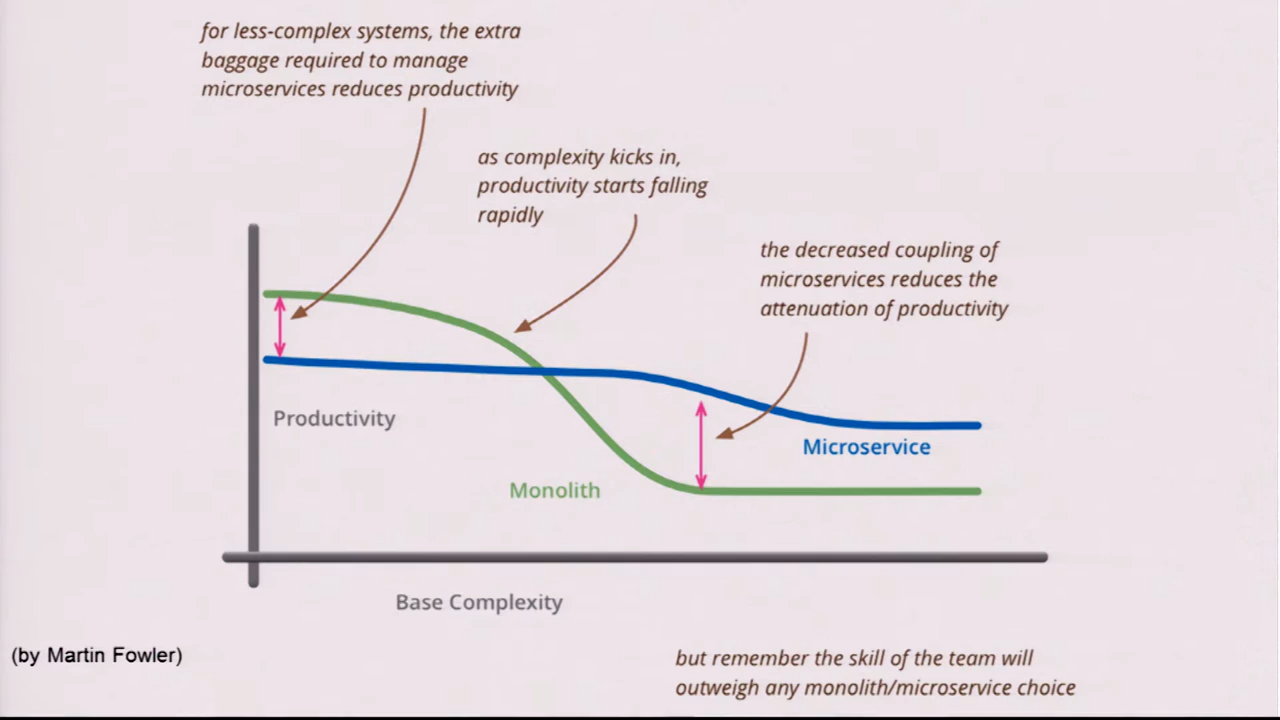 for less-complex systems, the extra
baggage required to manage
microservices reduces productivity
as complexity kicks in,
productivity starts falling
rapidly
the decreased coupling of
microservices reduces the
attenuation of productivity
Productivity
Microservice
Monolith
Base Complexity
(by Martin Fowler)
but remember the skill of the team will
outweigh any monolith/microservice choice